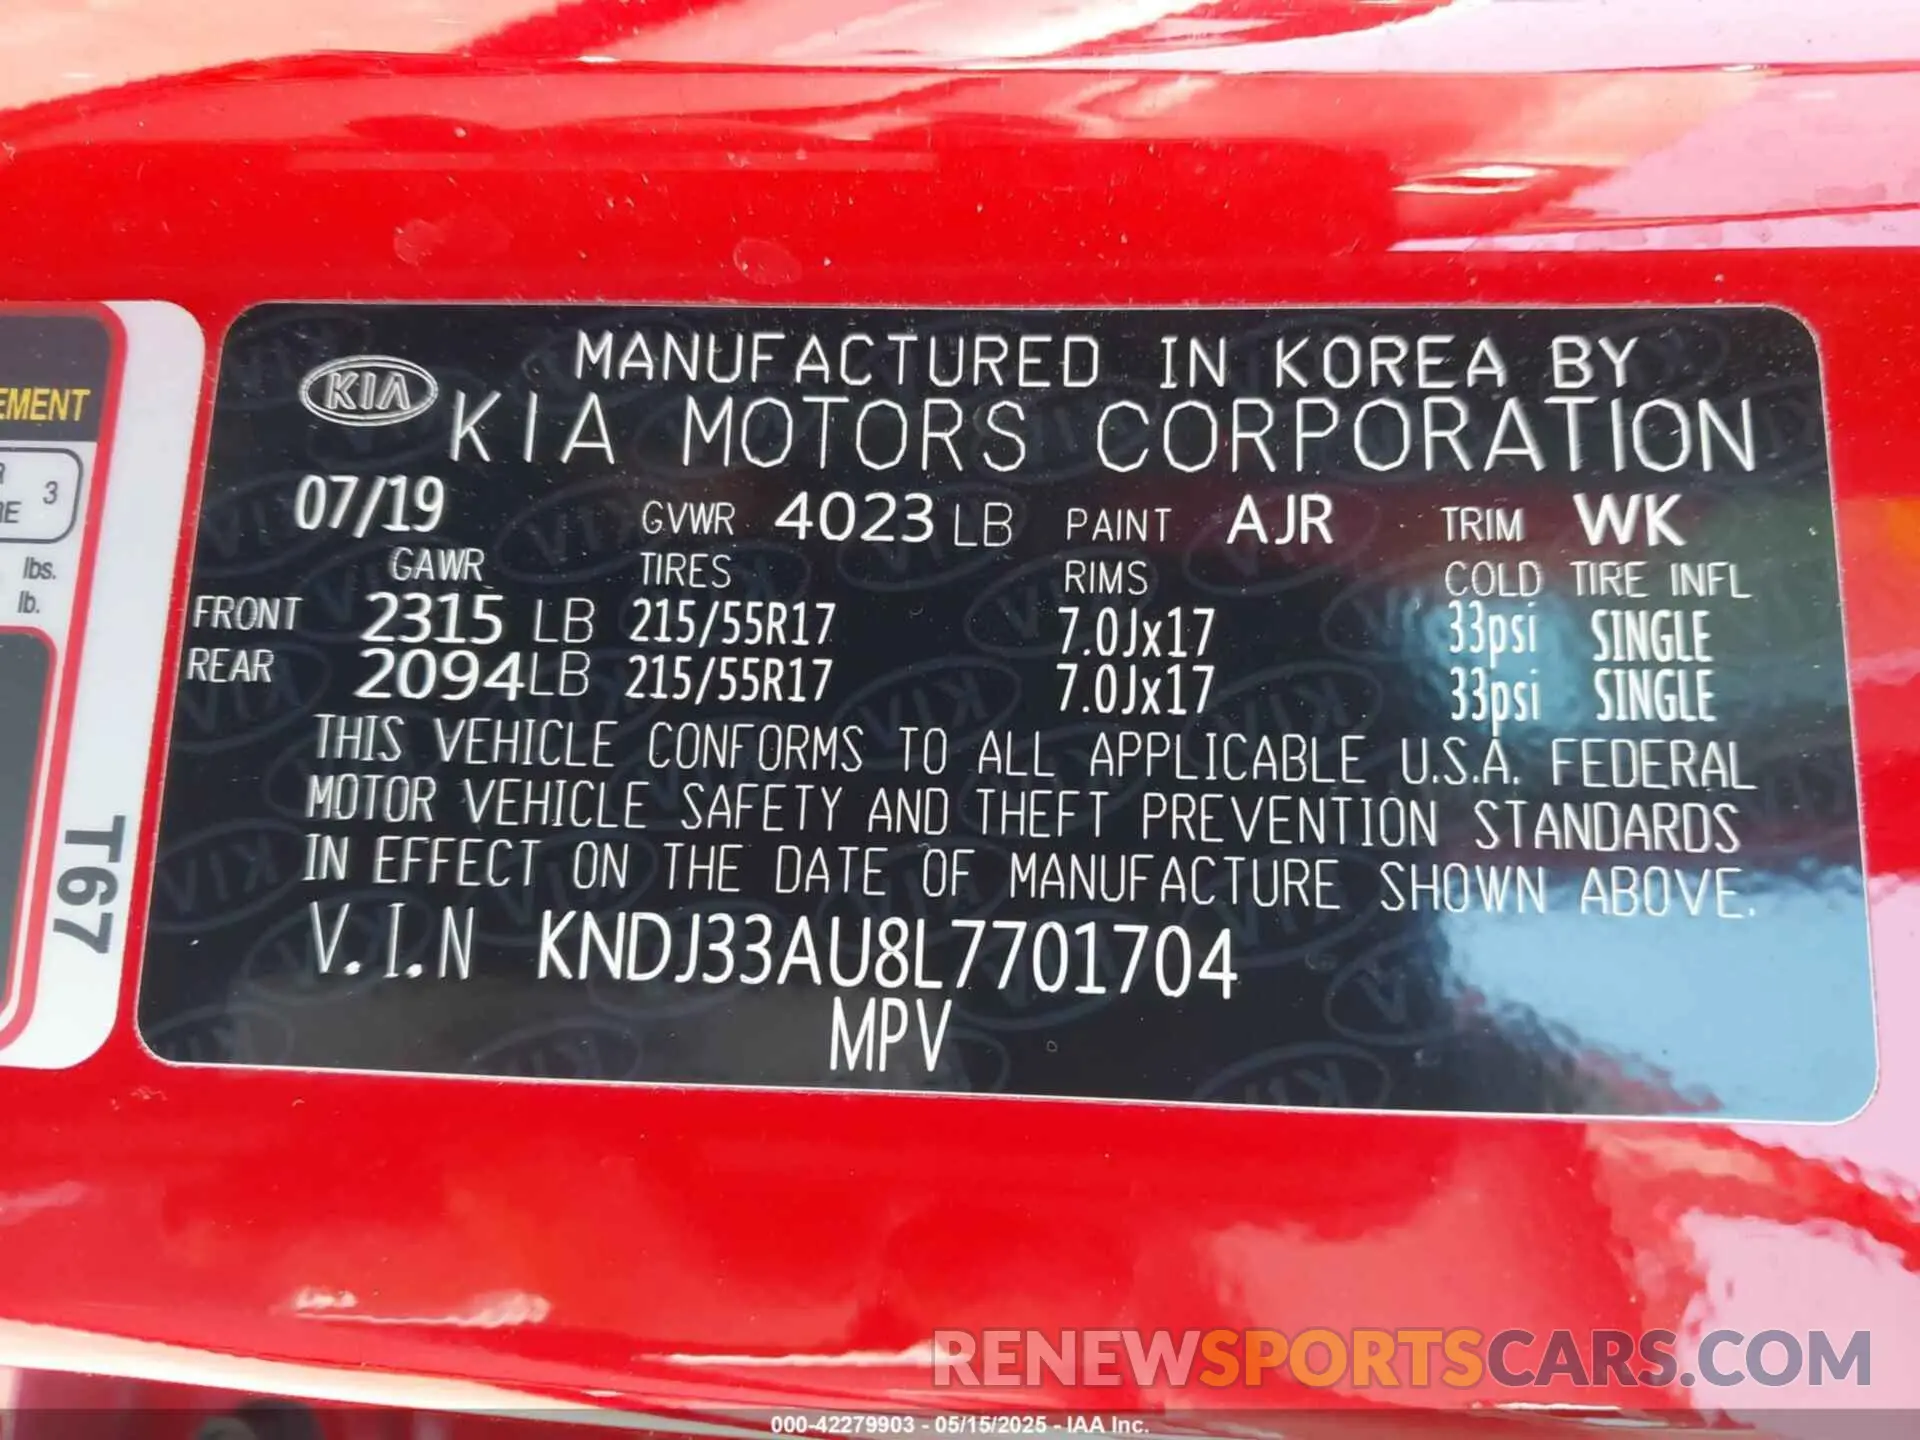 MANUFACTURED IN KOREA BY
KIA KIA MOTORS CORPORATION
07/19 GVWR 4023 LB PAINT AJR TRIM WK
GAWR TIRES RIMS COLD TIRE INFL
FRONT 2315 LB 215/55R17 7.0Jx17 33psi SINGLE
REAR 2094 LB 215/55R17 7.0Jx17 33psi SINGLE
THIS VEHICLE CONFORMS TO ALL APPLICABLE U.S.A. FEDERAL
MOTOR VEHICLE SAFETY AND THEFT PREVENTION STANDARDS
IN EFFECT ON THE DATE OF MANUFACTURE SHOWN ABOVE.
V.I.N KNDJ33AU8L7701704
MPV
3
lbs.
lb.
T67
RENEWSPORTSCARS.COM
000-42279903 - 05/15/2025 - IAA Inc.